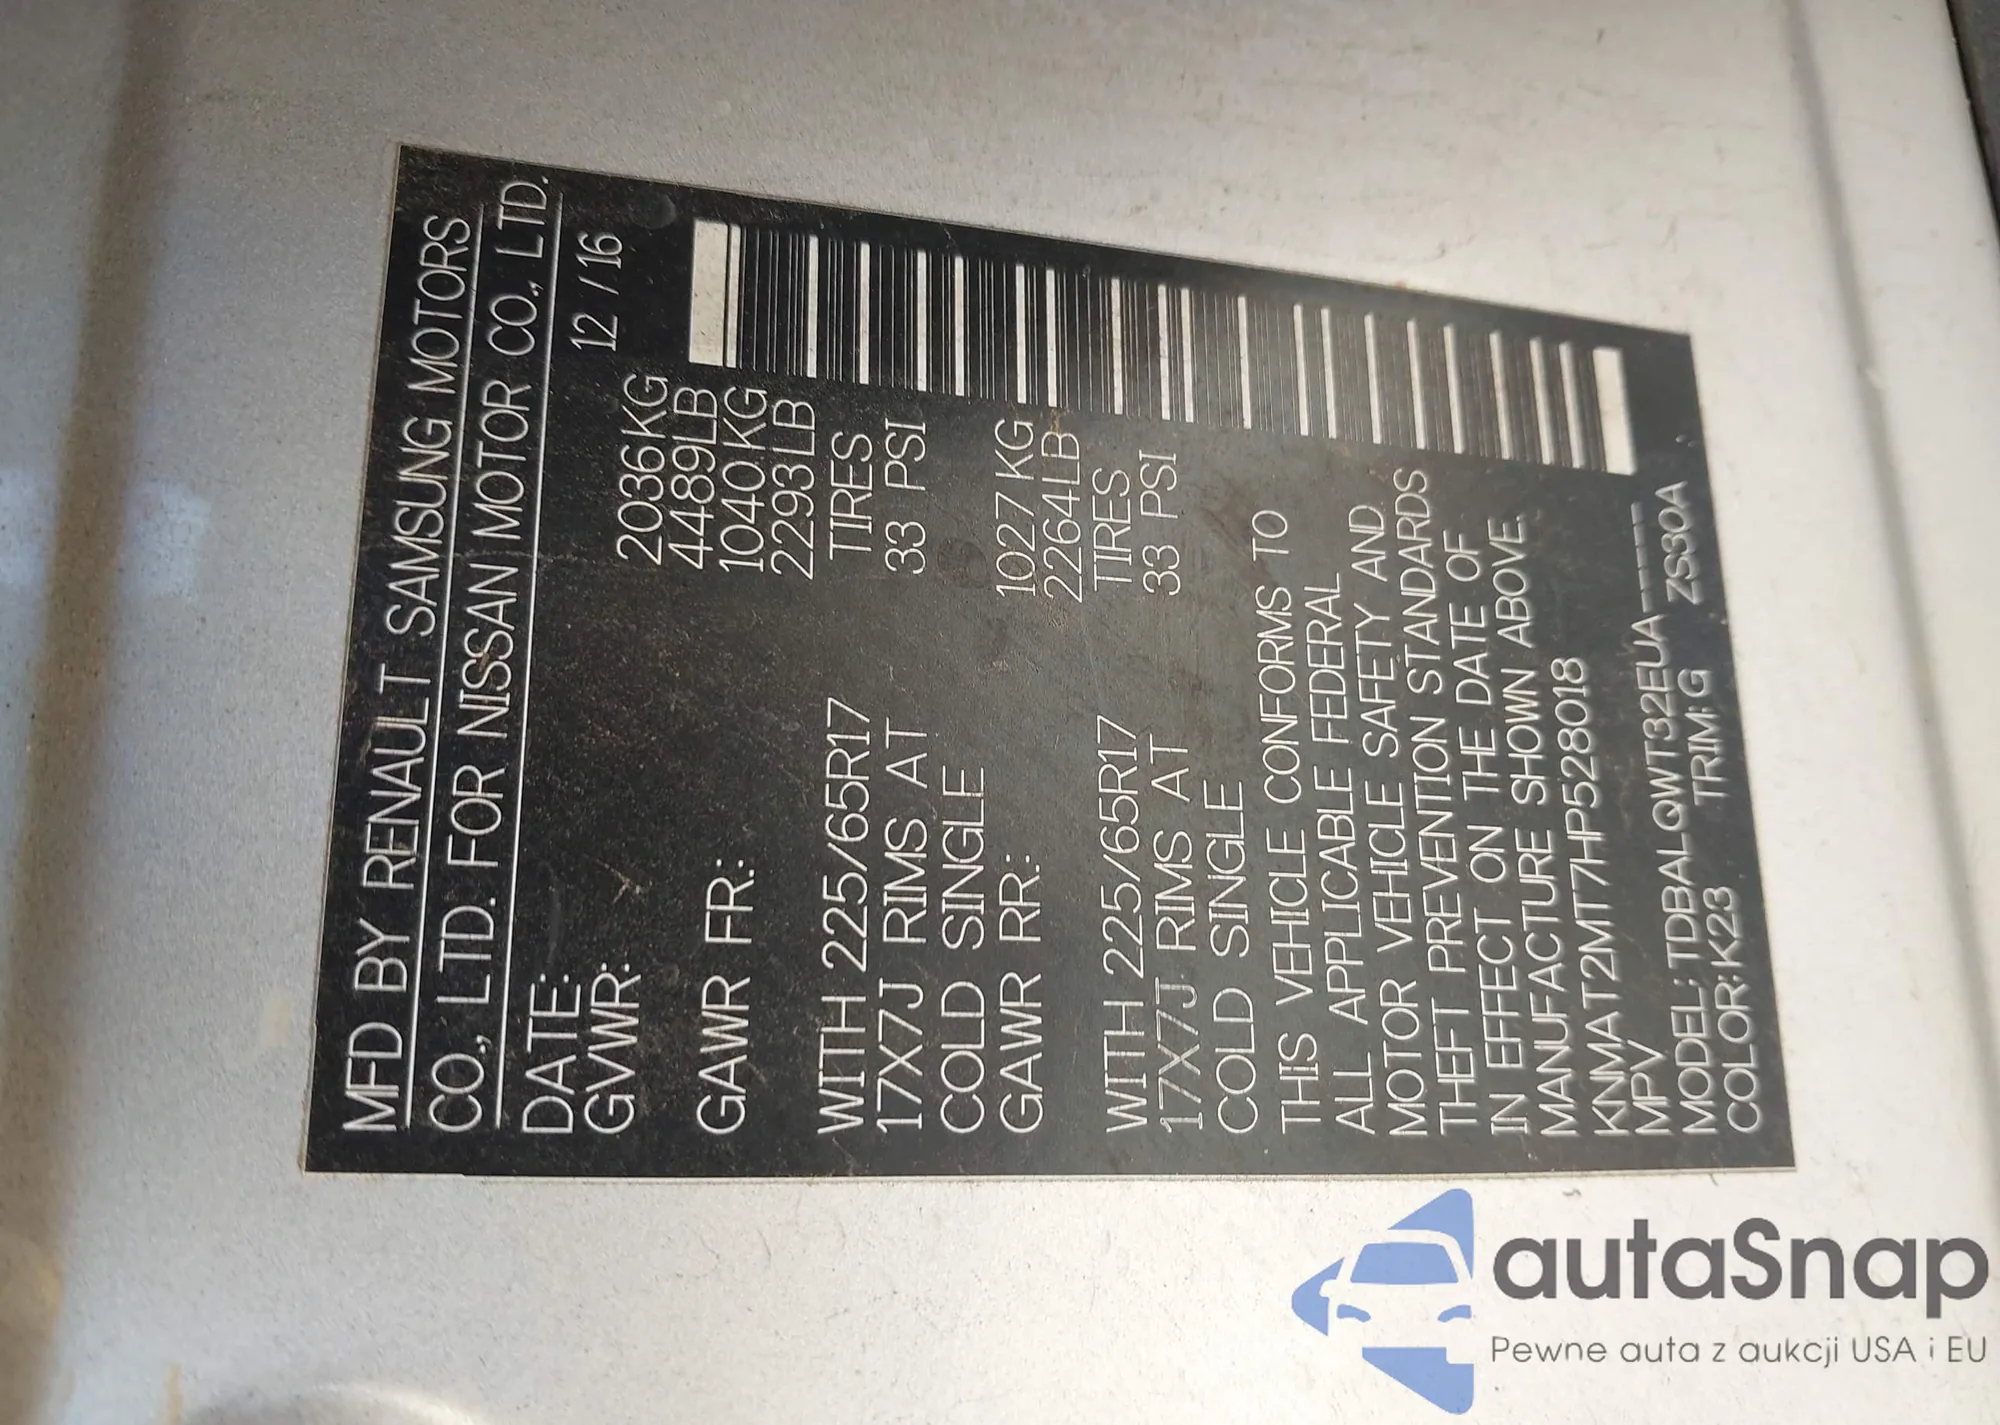 MFD BY RENAULT SAMSUNG MOTORS
CO., LTD. FOR NISSAN MOTOR CO., LTD.
DATE: 12 / 16
GVWR: 2036KG
4489LB
GAWR FR: 1040KG
2293LB
WITH 225/65R17 TIRES
17X7J RIMS AT 33 PSI
COLD SINGLE
GAWR RR: 1027KG
2264LB
WITH 225/65R17 TIRES
17X7J RIMS AT 33 PSI
COLD SINGLE
THIS VEHICLE CONFORMS TO
ALL APPLICABLE FEDERAL
MOTOR VEHICLE SAFETY AND
THEFT PREVENTION STANDARDS
IN EFFECT ON THE DATE OF
MANUFACTURE SHOWN ABOVE.
KNMAT2MT7HP528018
MPV
MODEL: TDBALQWT32EUA-----
COLOR:K23 TRIM:G ZS30A
autaSnap
Pewne auta z aukcji USA i EU